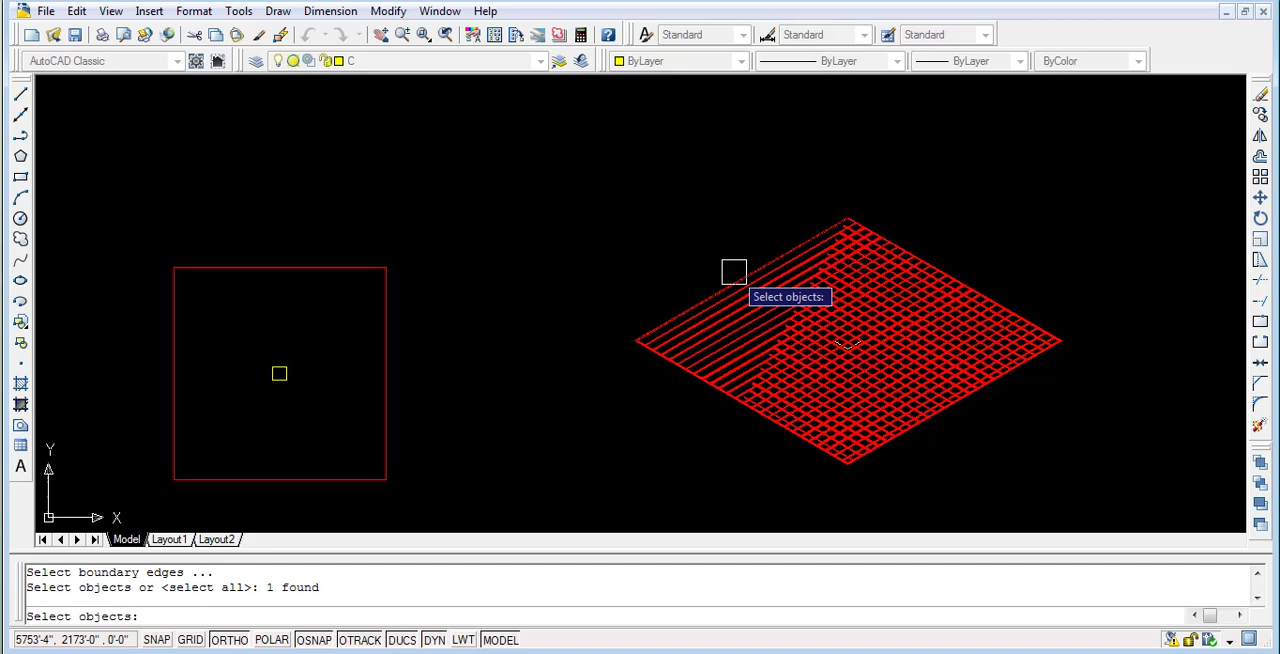 File Edit View Insert Format Tools Draw Dimension Modify Window Help
Standard Standard Standard
AutoCAD Classic C ByLayer ByLayer ByLayer ByColor
Select objects:
Y
X
A
Model Layout1 Layout2
Select boundary edges ...
Select objects or <select all>: 1 found
Select objects:
5753'-4", 2173'-0" , 0'-0" SNAP GRID ORTHO POLAR OSNAP OTRACK DUCS DYN LWT MODEL